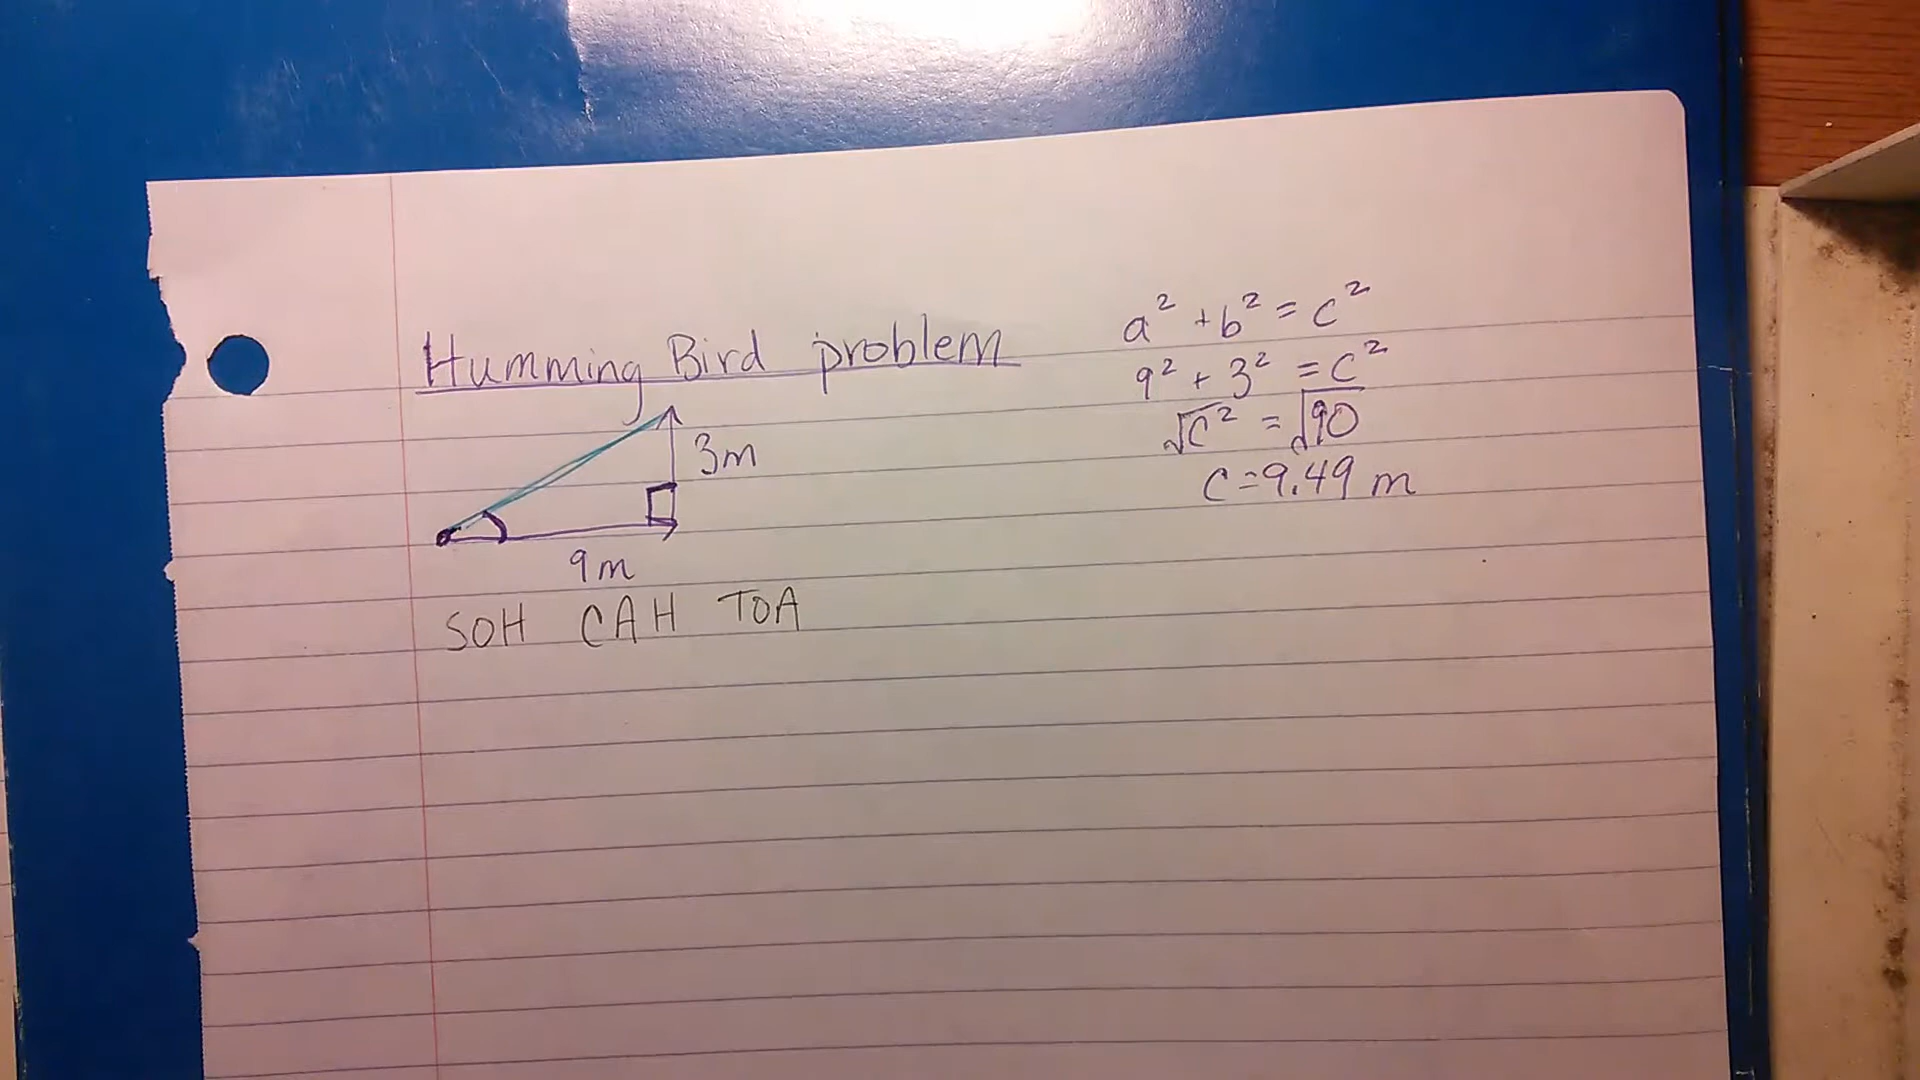 Humming Bird problem
3m
9m
SOH CAH TOA
a² + b² = c²
9² + 3² = c²
√c² = √90
c = 9.49 m